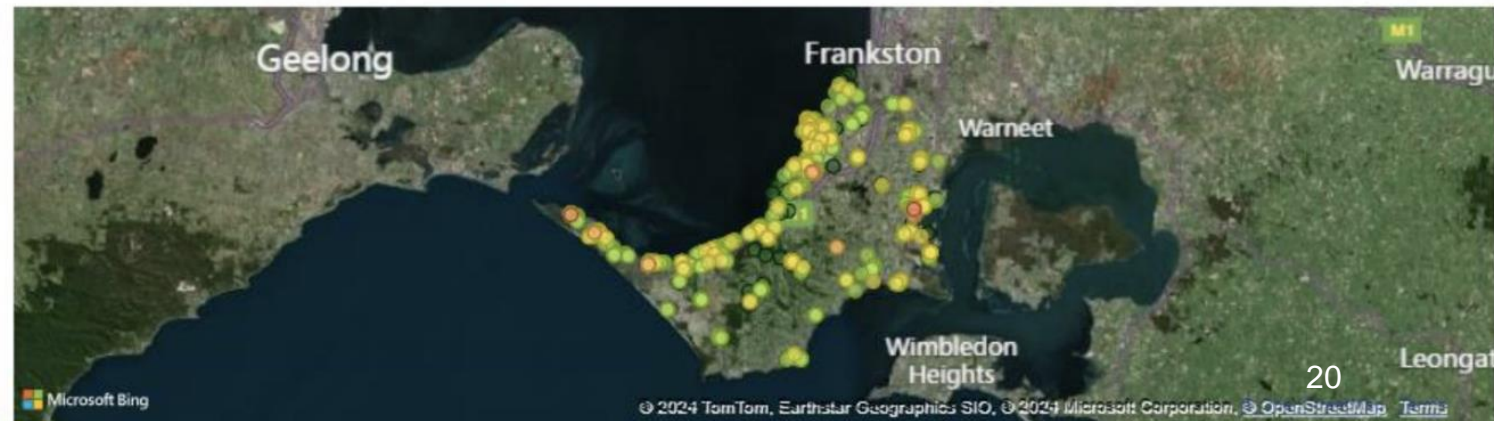 Geelong
Frankston
M1
Warragu
Warneet
Wimbledon
Heights
Leongat
20
Microsoft Bing
© 2024 TomTom, Earthstar Geographics SIO, © 2024 Microsoft Corporation, © OpenStreetMap Terms